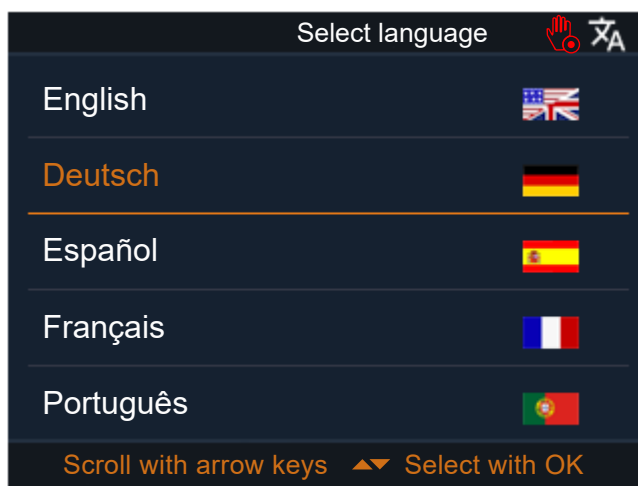 Select language
English
Deutsch
Español
Français
Português
Scroll with arrow keys Select with OK